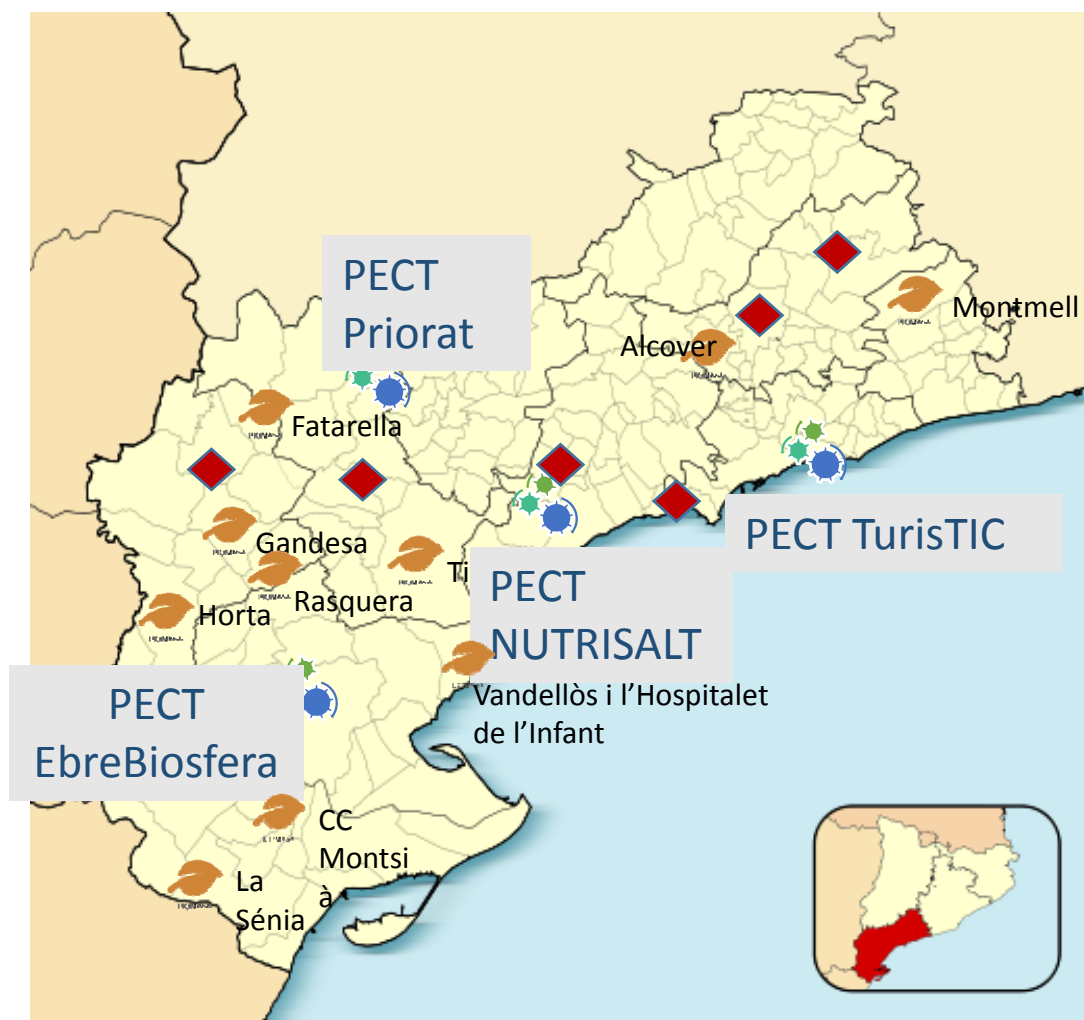 PECT
Priorat
Montmell
Alcover
Fatarella
PECT TurisTIC
Gandesa
Ti
PECT
NUTRISALT
Rasquera
Horta
Vandellòs i l’Hospitalet
de l’Infant
PECT
EbreBiosfera
CC
Montsi
à
La
Sénia